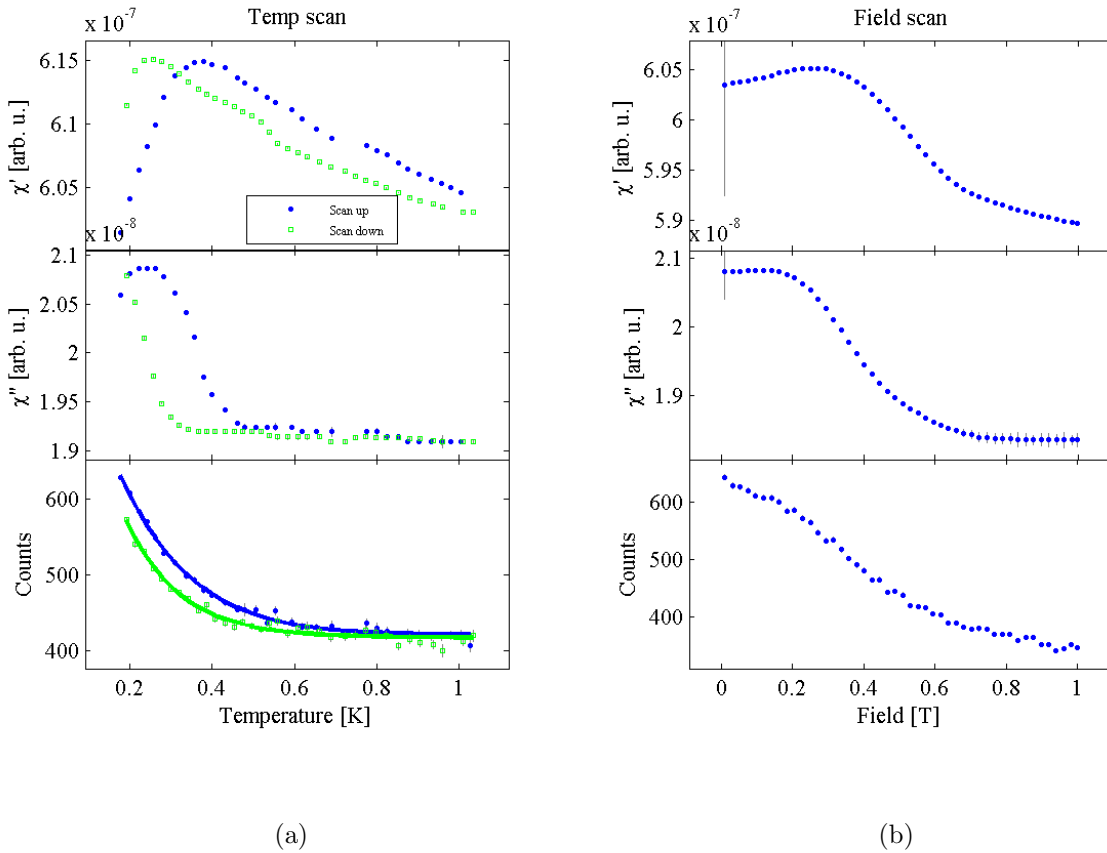 Temp scan
x 10⁻⁷
6.15
6.1
6.05
χ' [arb. u.]
Scan up
Scan down
x 10⁻⁸
2.1
2.05
2
1.95
1.9
χ'' [arb. u.]
600
500
400
Counts
0.2 0.4 0.6 0.8 1
Temperature [K]
(a)
Field scan
x 10⁻⁷
6.05
6
5.95
5.9
χ' [arb. u.]
x 10⁻⁸
2.1
2
1.9
χ'' [arb. u.]
600
500
400
Counts
0 0.2 0.4 0.6 0.8 1
Field [T]
(b)